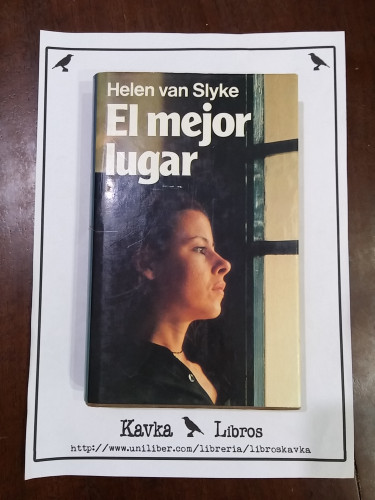 Helen van Slyke
El mejor
lugar
Kavka Libros
http://www.uniliber.com/libreria/libroskavka